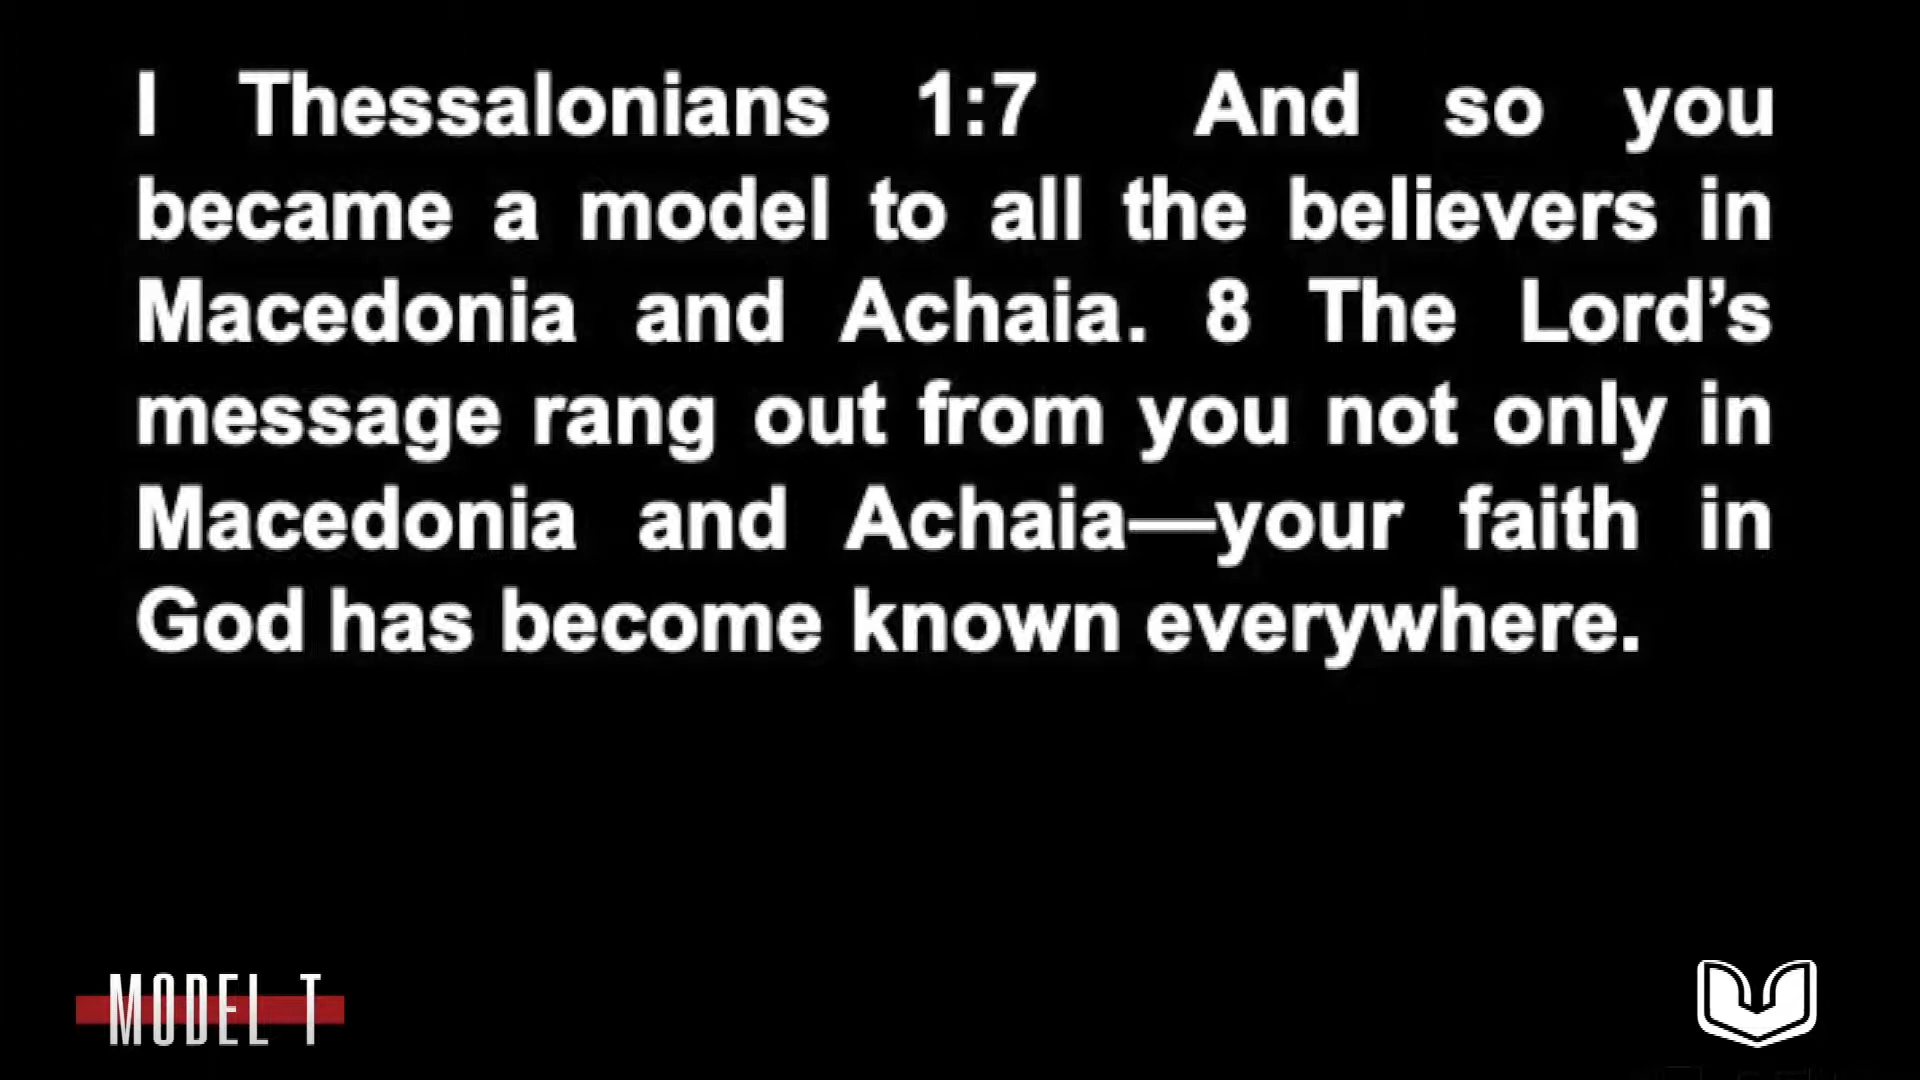 I Thessalonians 1:7 And so you
became a model to all the believers in
Macedonia and Achaia. 8 The Lord’s
message rang out from you not only in
Macedonia and Achaia—your faith in
God has become known everywhere.
MODEL T